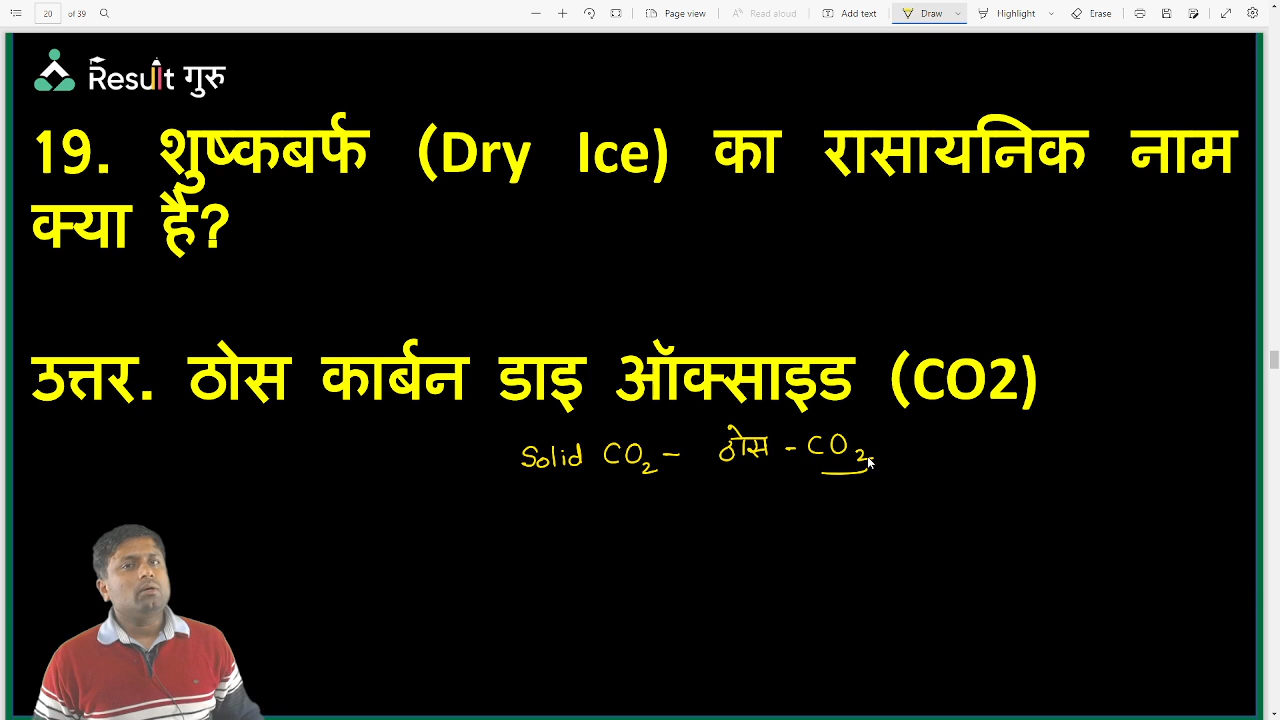 20 of 39 Page view Read aloud Add text Draw Highlight Erase
Result गुरु
19. शुष्कबर्फ (Dry Ice) का रासायनिक नाम
क्या है?
उत्तर. ठोस कार्बन डाइ ऑक्साइड (CO2)
Solid CO₂ – ठोस - CO₂